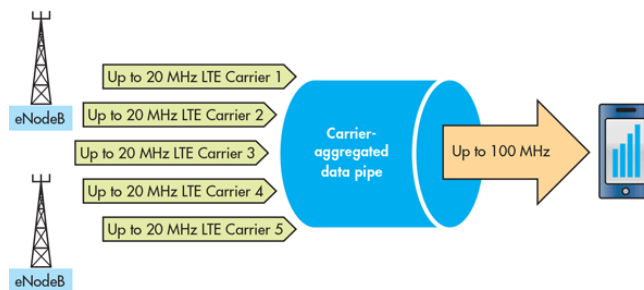 eNodeB
Up to 20 MHz LTE Carrier 1
Up to 20 MHz LTE Carrier 2
Up to 20 MHz LTE Carrier 3
Up to 20 MHz LTE Carrier 4
Up to 20 MHz LTE Carrier 5
eNodeB
Carrier-
aggregated
data pipe
Up to 100 MHz